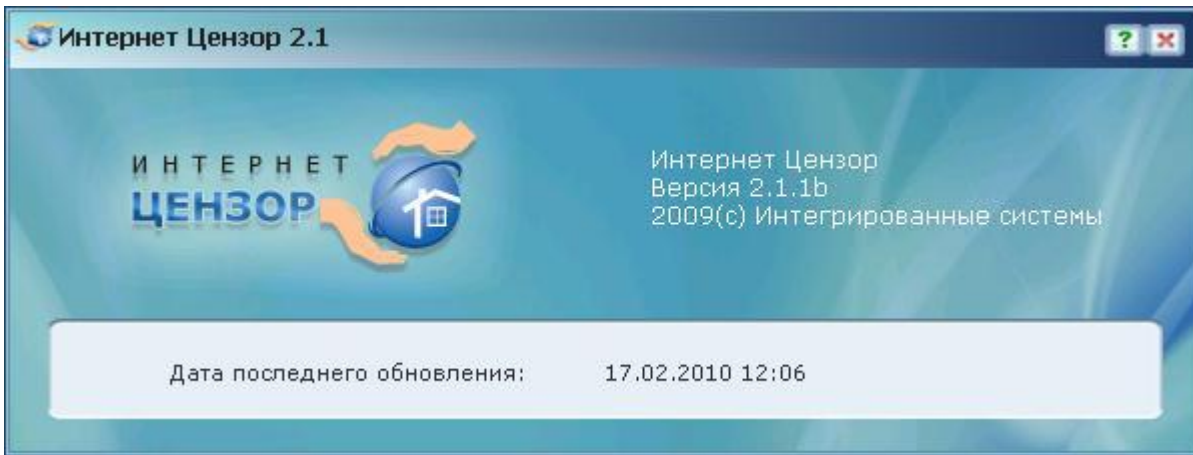 Интернет Цензор 2.1
?
ИНТЕРНЕТ
ЦЕНЗОР
Интернет Цензор
Версия 2.1.1b
2009(c) Интегрированные системы
Дата последнего обновления: 17.02.2010 12:06